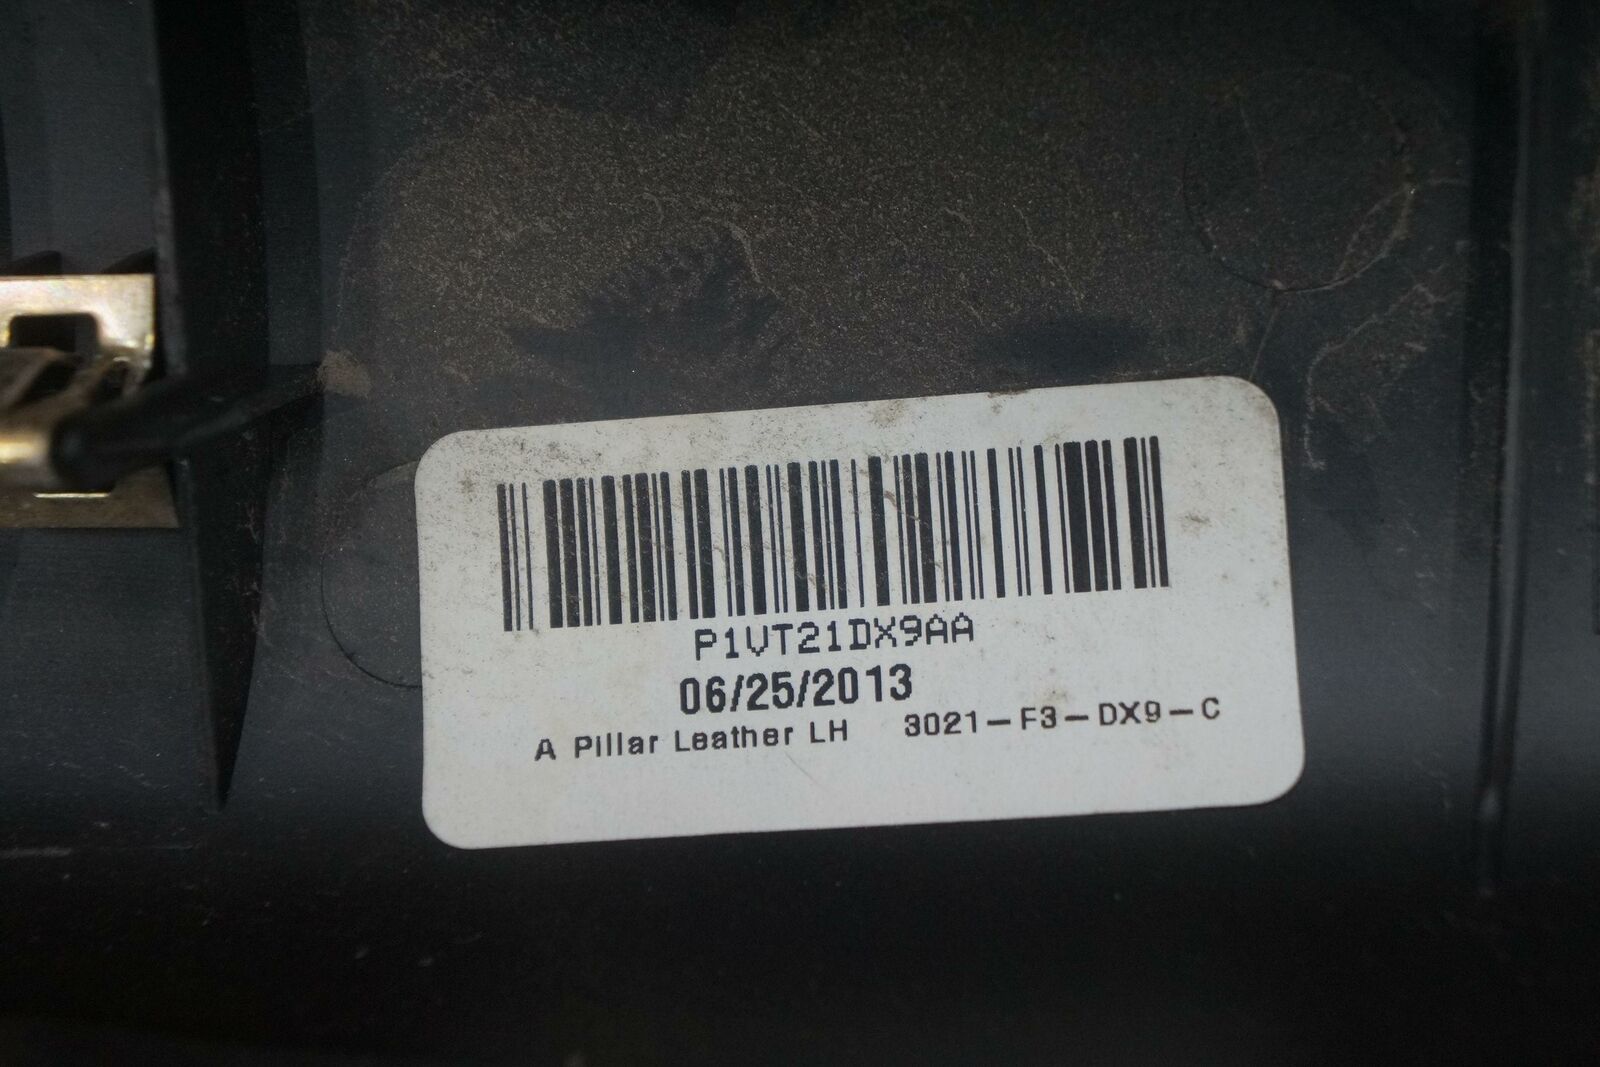 P1VT21DX9AA
06/25/2013
A Pillar Leather LH 3021-F3-DX9-C